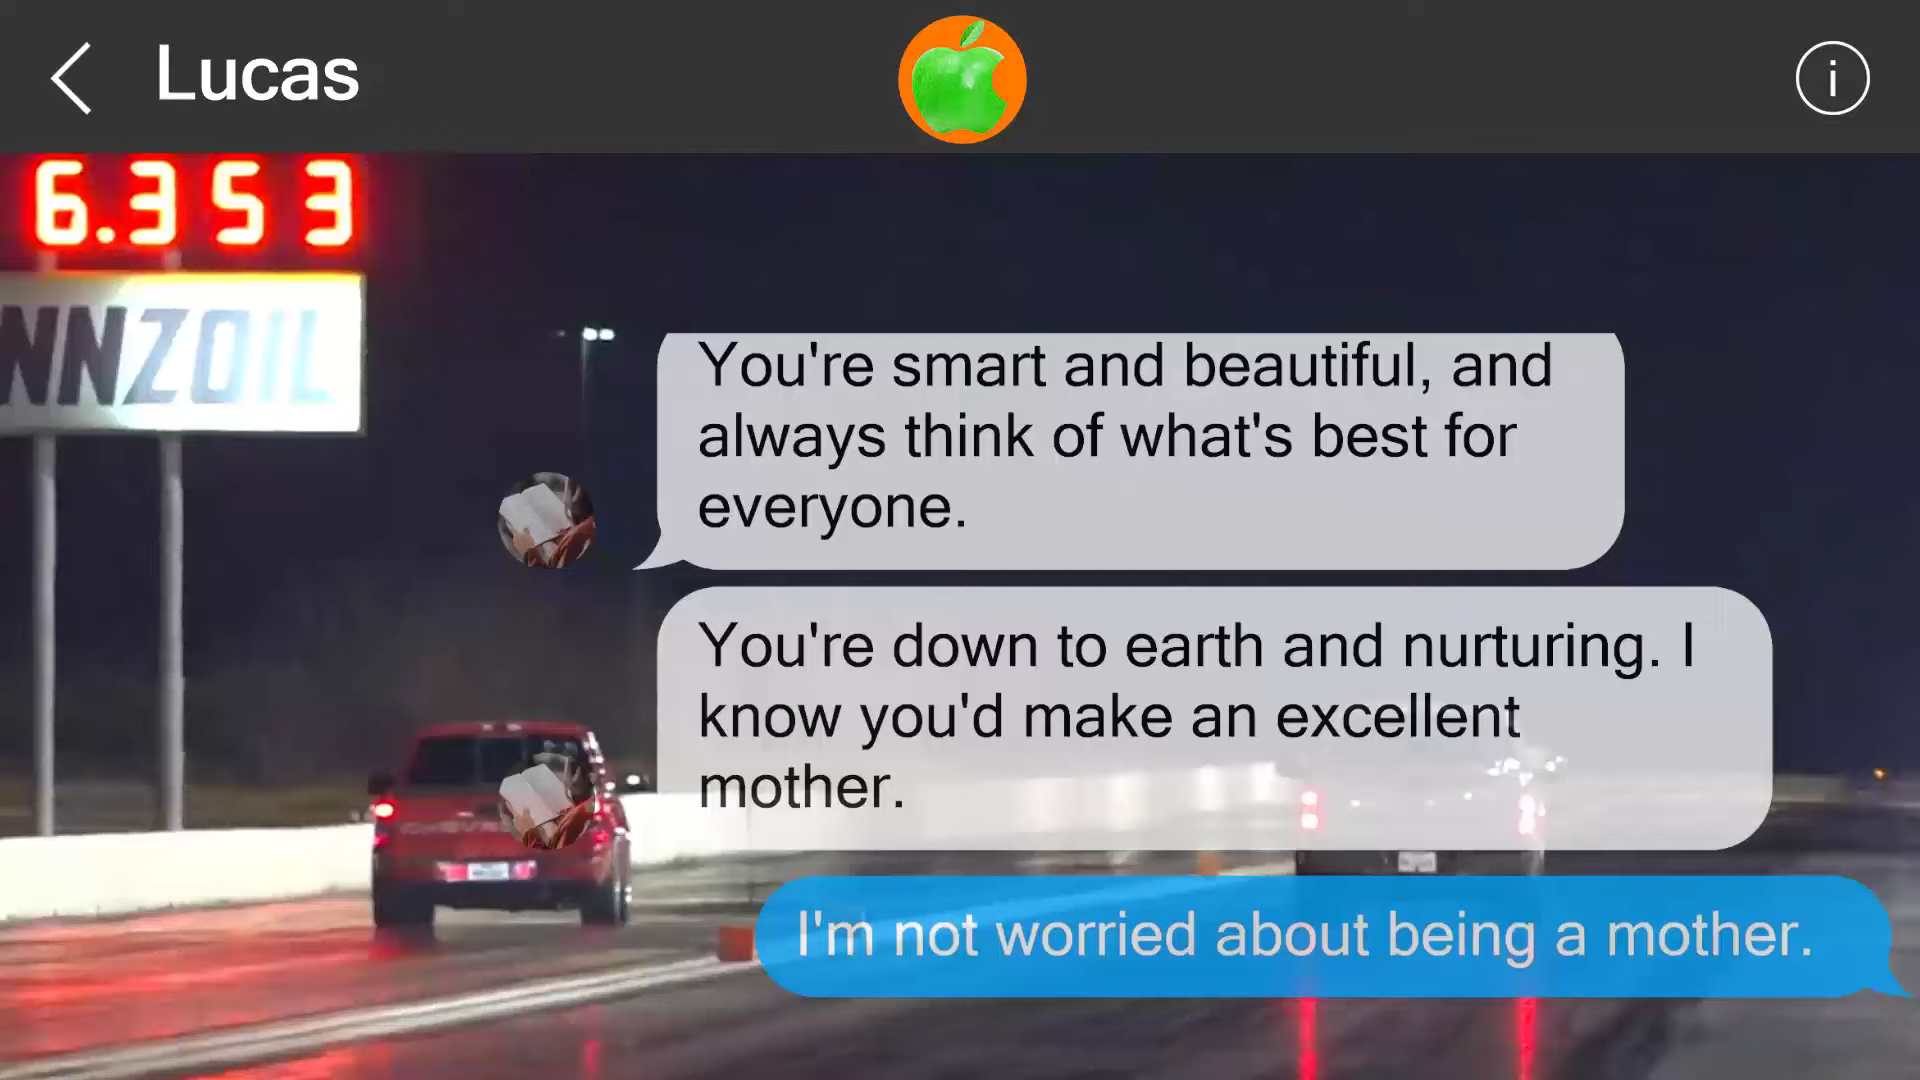 Lucas
i
6.353
NNZOIL
You're smart and beautiful, and
always think of what's best for
everyone.
You're down to earth and nurturing. I
know you'd make an excellent
mother.
I'm not worried about being a mother.